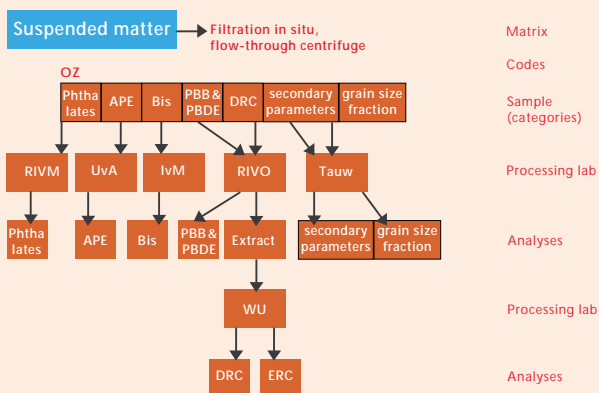 Suspended matter
Filtration in situ,
flow-through centrifuge
Matrix
Codes
OZ
Phtha
lates
APE
Bis
PBB &
PBDE
DRC
secondary
parameters
grain size
fraction
Sample
(categories)
RIVM
UvA
IvM
RIVO
Tauw
Processing lab
Phtha
lates
APE
Bis
PBB &
PBDE
Extract
secondary
parameters
grain size
fraction
Analyses
WU
Processing lab
DRC
ERC
Analyses